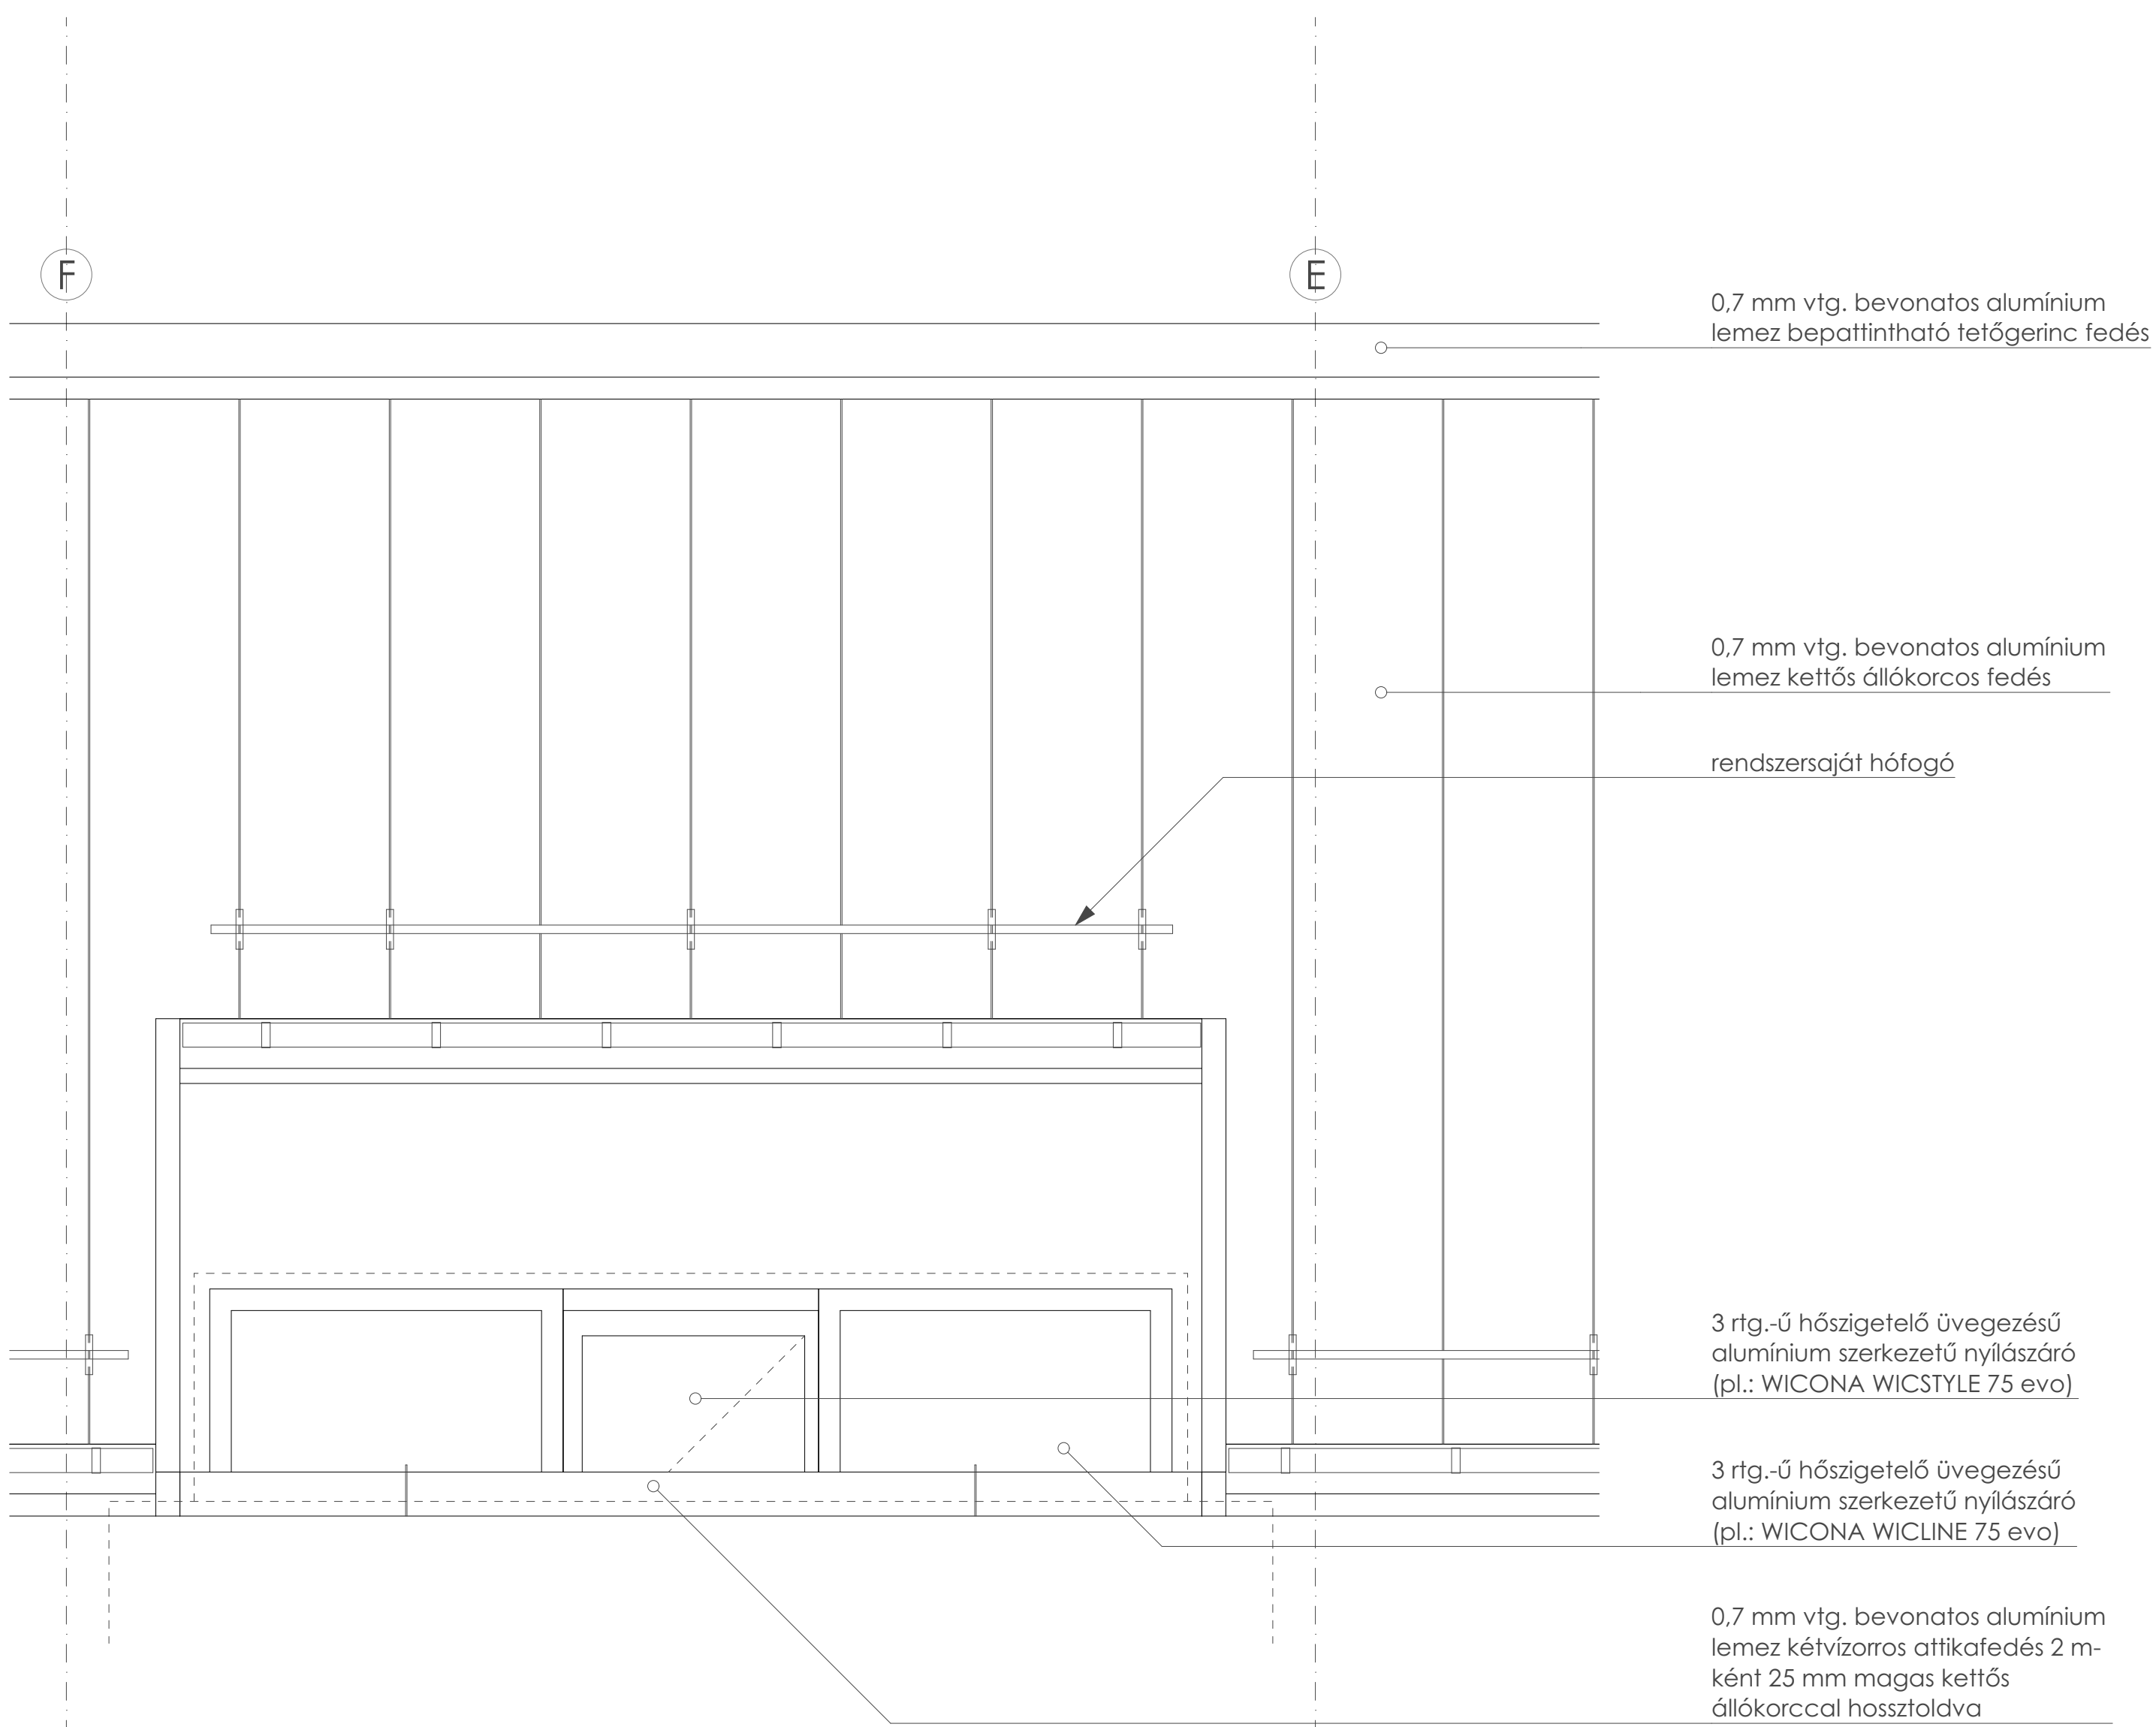 F
E
0,7 mm vtg. bevonatos alumínium
lemez bepattintható tetőgerinc fedés
0,7 mm vtg. bevonatos alumínium
lemez kettős állókorcos fedés
rendszersaját hófogó
3 rtg.-ű hőszigetelő üvegezésű
alumínium szerkezetű nyílászáró
(pl.: WICONA WICSTYLE 75 evo)
3 rtg.-ű hőszigetelő üvegezésű
alumínium szerkezetű nyílászáró
(pl.: WICONA WICLINE 75 evo)
0,7 mm vtg. bevonatos alumínium
lemez kétvízorros attikafedés 2 m-
ként 25 mm magas kettős
állókorccal hossztoldva